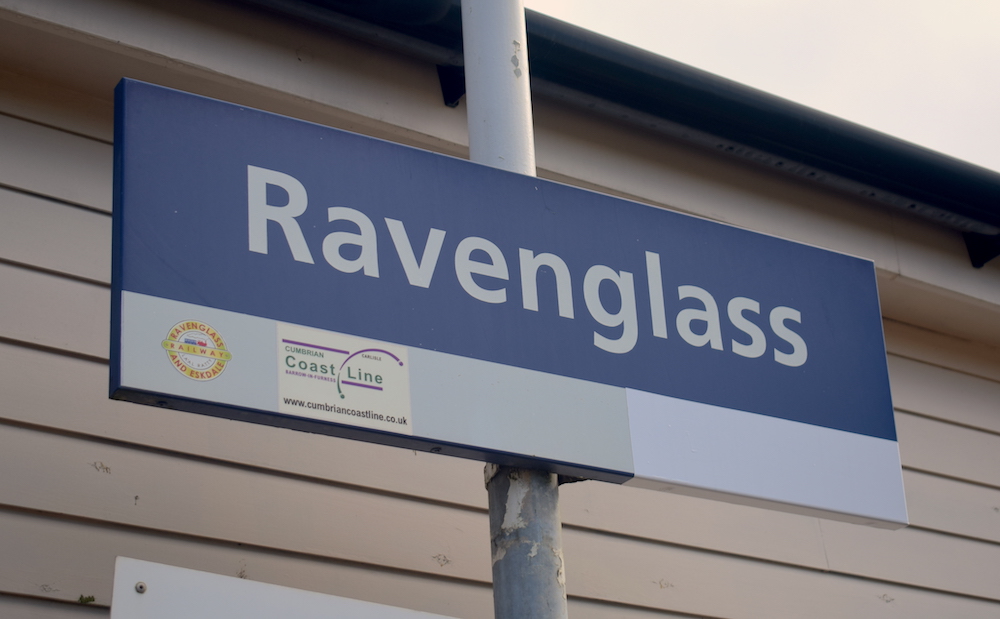 Ravenglass
RAVENGLASS
RAILWAY
AND ESKDALE
CUMBRIAN CARLISLE
Coast Line
BARROW-IN-FURNESS
www.cumbriancoastline.co.uk